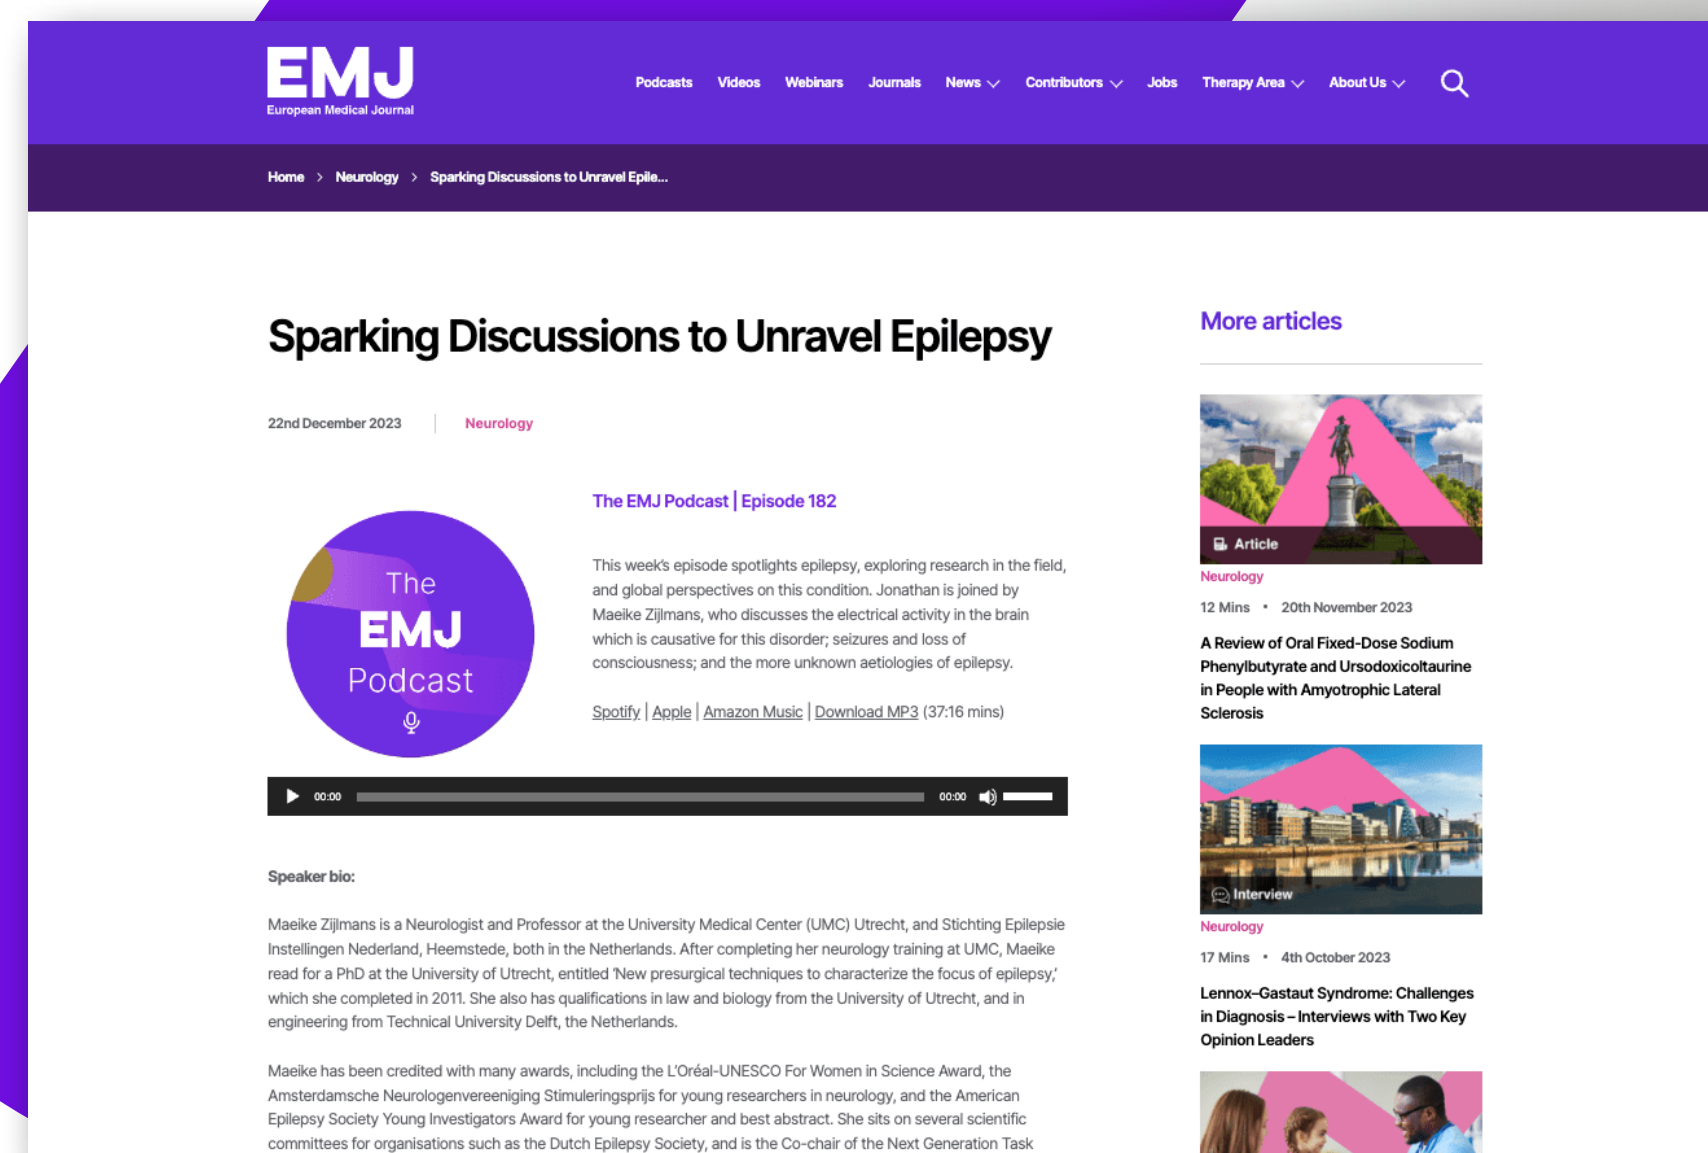 EMJ
European Medical Journal
Podcasts
Videos
Webinars
Journals
News
Contributors
Jobs
Therapy Area
About Us
Home > Neurology > Sparking Discussions to Unravel Epile...
Sparking Discussions to Unravel Epilepsy
22nd December 2023
Neurology
The
EMJ
Podcast
The EMJ Podcast | Episode 182
This week's episode spotlights epilepsy, exploring research in the field,
and global perspectives on this condition. Jonathan is joined by
Maeike Zijlmans, who discusses the electrical activity in the brain
which is causative for this disorder; seizures and loss of
consciousness; and the more unknown aetiologies of epilepsy.
Spotify | Apple | Amazon Music | Download MP3 (37:16 mins)
00:00
00:00
Speaker bio:
Maeike Zijlmans is a Neurologist and Professor at the University Medical Center (UMC) Utrecht, and Stichting Epilepsie
Instellingen Nederland, Heemstede, both in the Netherlands. After completing her neurology training at UMC, Maeike
read for a PhD at the University of Utrecht, entitled ‘New presurgical techniques to characterize the focus of epilepsy,’
which she completed in 2011. She also has qualifications in law and biology from the University of Utrecht, and in
engineering from Technical University Delft, the Netherlands.
Maeike has been credited with many awards, including the L’Oréal-UNESCO For Women in Science Award, the
Amsterdamsche Neurologenvereeniging Stimuleringsprijs for young researchers in neurology, and the American
Epilepsy Society Young Investigators Award for young researcher and best abstract. She sits on several scientific
committees for organisations such as the Dutch Epilepsy Society, and is the Co-chair of the Next Generation Task
More articles
Article
Neurology
12 Mins • 20th November 2023
A Review of Oral Fixed-Dose Sodium
Phenylbutyrate and Ursodoxicoltaurine
in People with Amyotrophic Lateral
Sclerosis
Interview
Neurology
17 Mins • 4th October 2023
Lennox–Gastaut Syndrome: Challenges
in Diagnosis – Interviews with Two Key
Opinion Leaders